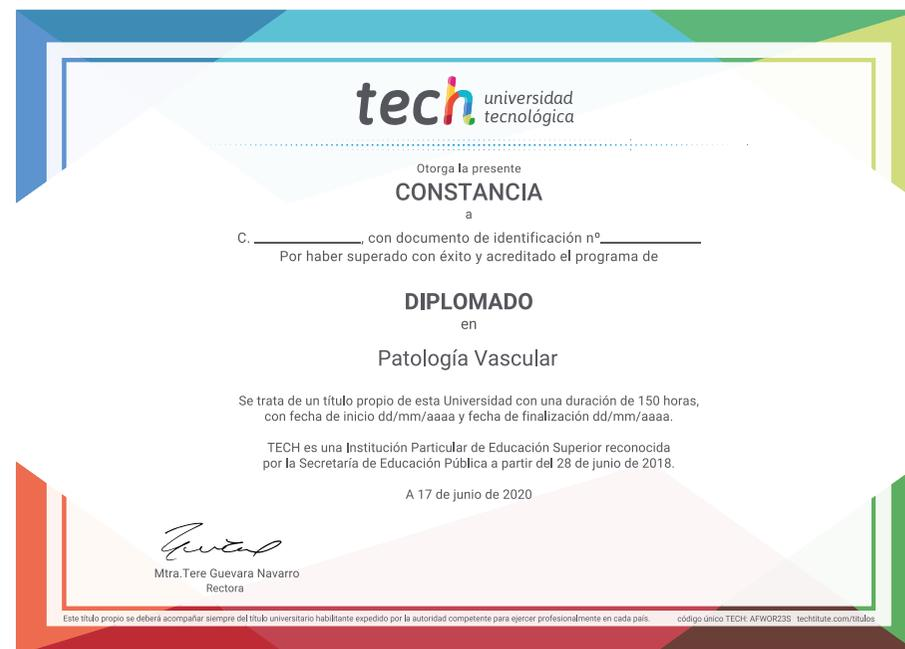 tech universidad
tecnológica
Otorga la presente
CONSTANCIA
a
C. ____________, con documento de identificación nº____________
Por haber superado con éxito y acreditado el programa de
DIPLOMADO
en
Patología Vascular
Se trata de un título propio de esta Universidad con una duración de 150 horas,
con fecha de inicio dd/mm/aaaa y fecha de finalización dd/mm/aaaa.
TECH es una Institución Particular de Educación Superior reconocida
por la Secretaría de Educación Pública a partir del 28 de junio de 2018.
A 17 de junio de 2020
Mtra.Tere Guevara Navarro
Rectora
Este título propio se deberá acompañar siempre del título universitario habilitante expedido por la autoridad competente para ejercer profesionalmente en cada país. código único TECH: AFWOR23S techtitute.com/titulos